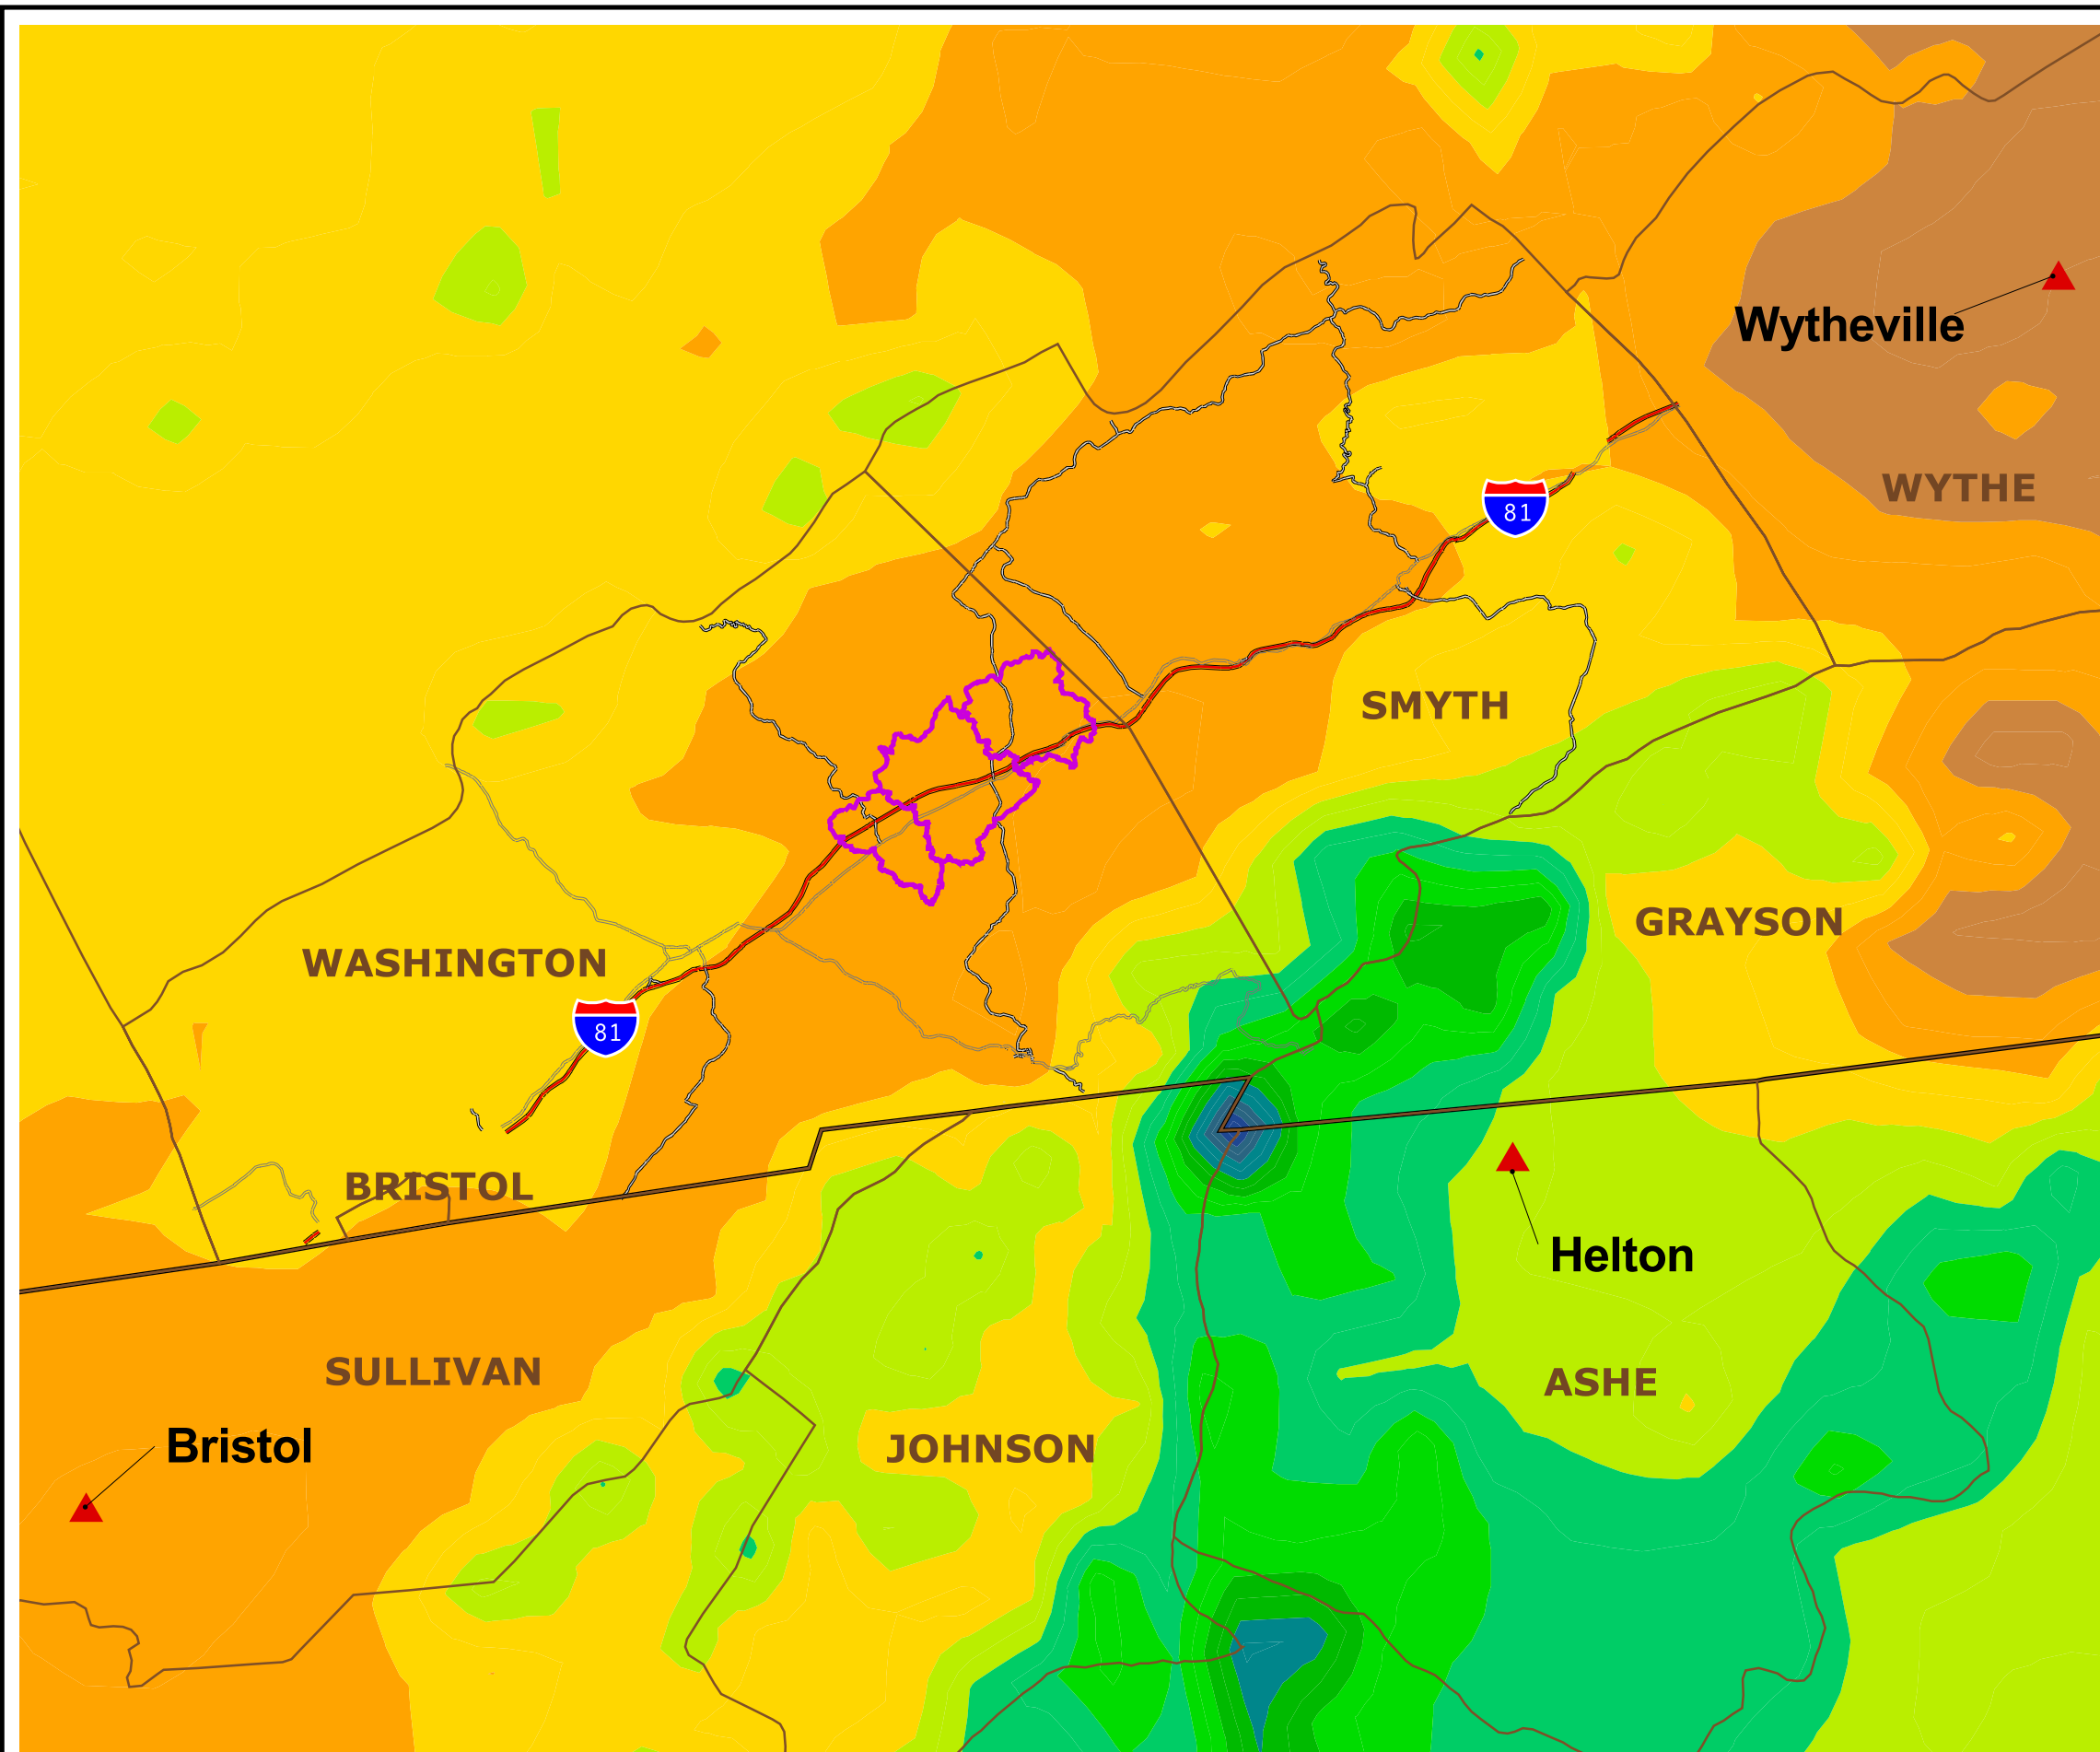 Wytheville
WYTHE
81
SMYTH
GRAYSON
WASHINGTON
81
BRISTOL
Helton
SULLIVAN
ASHE
Bristol
JOHNSON